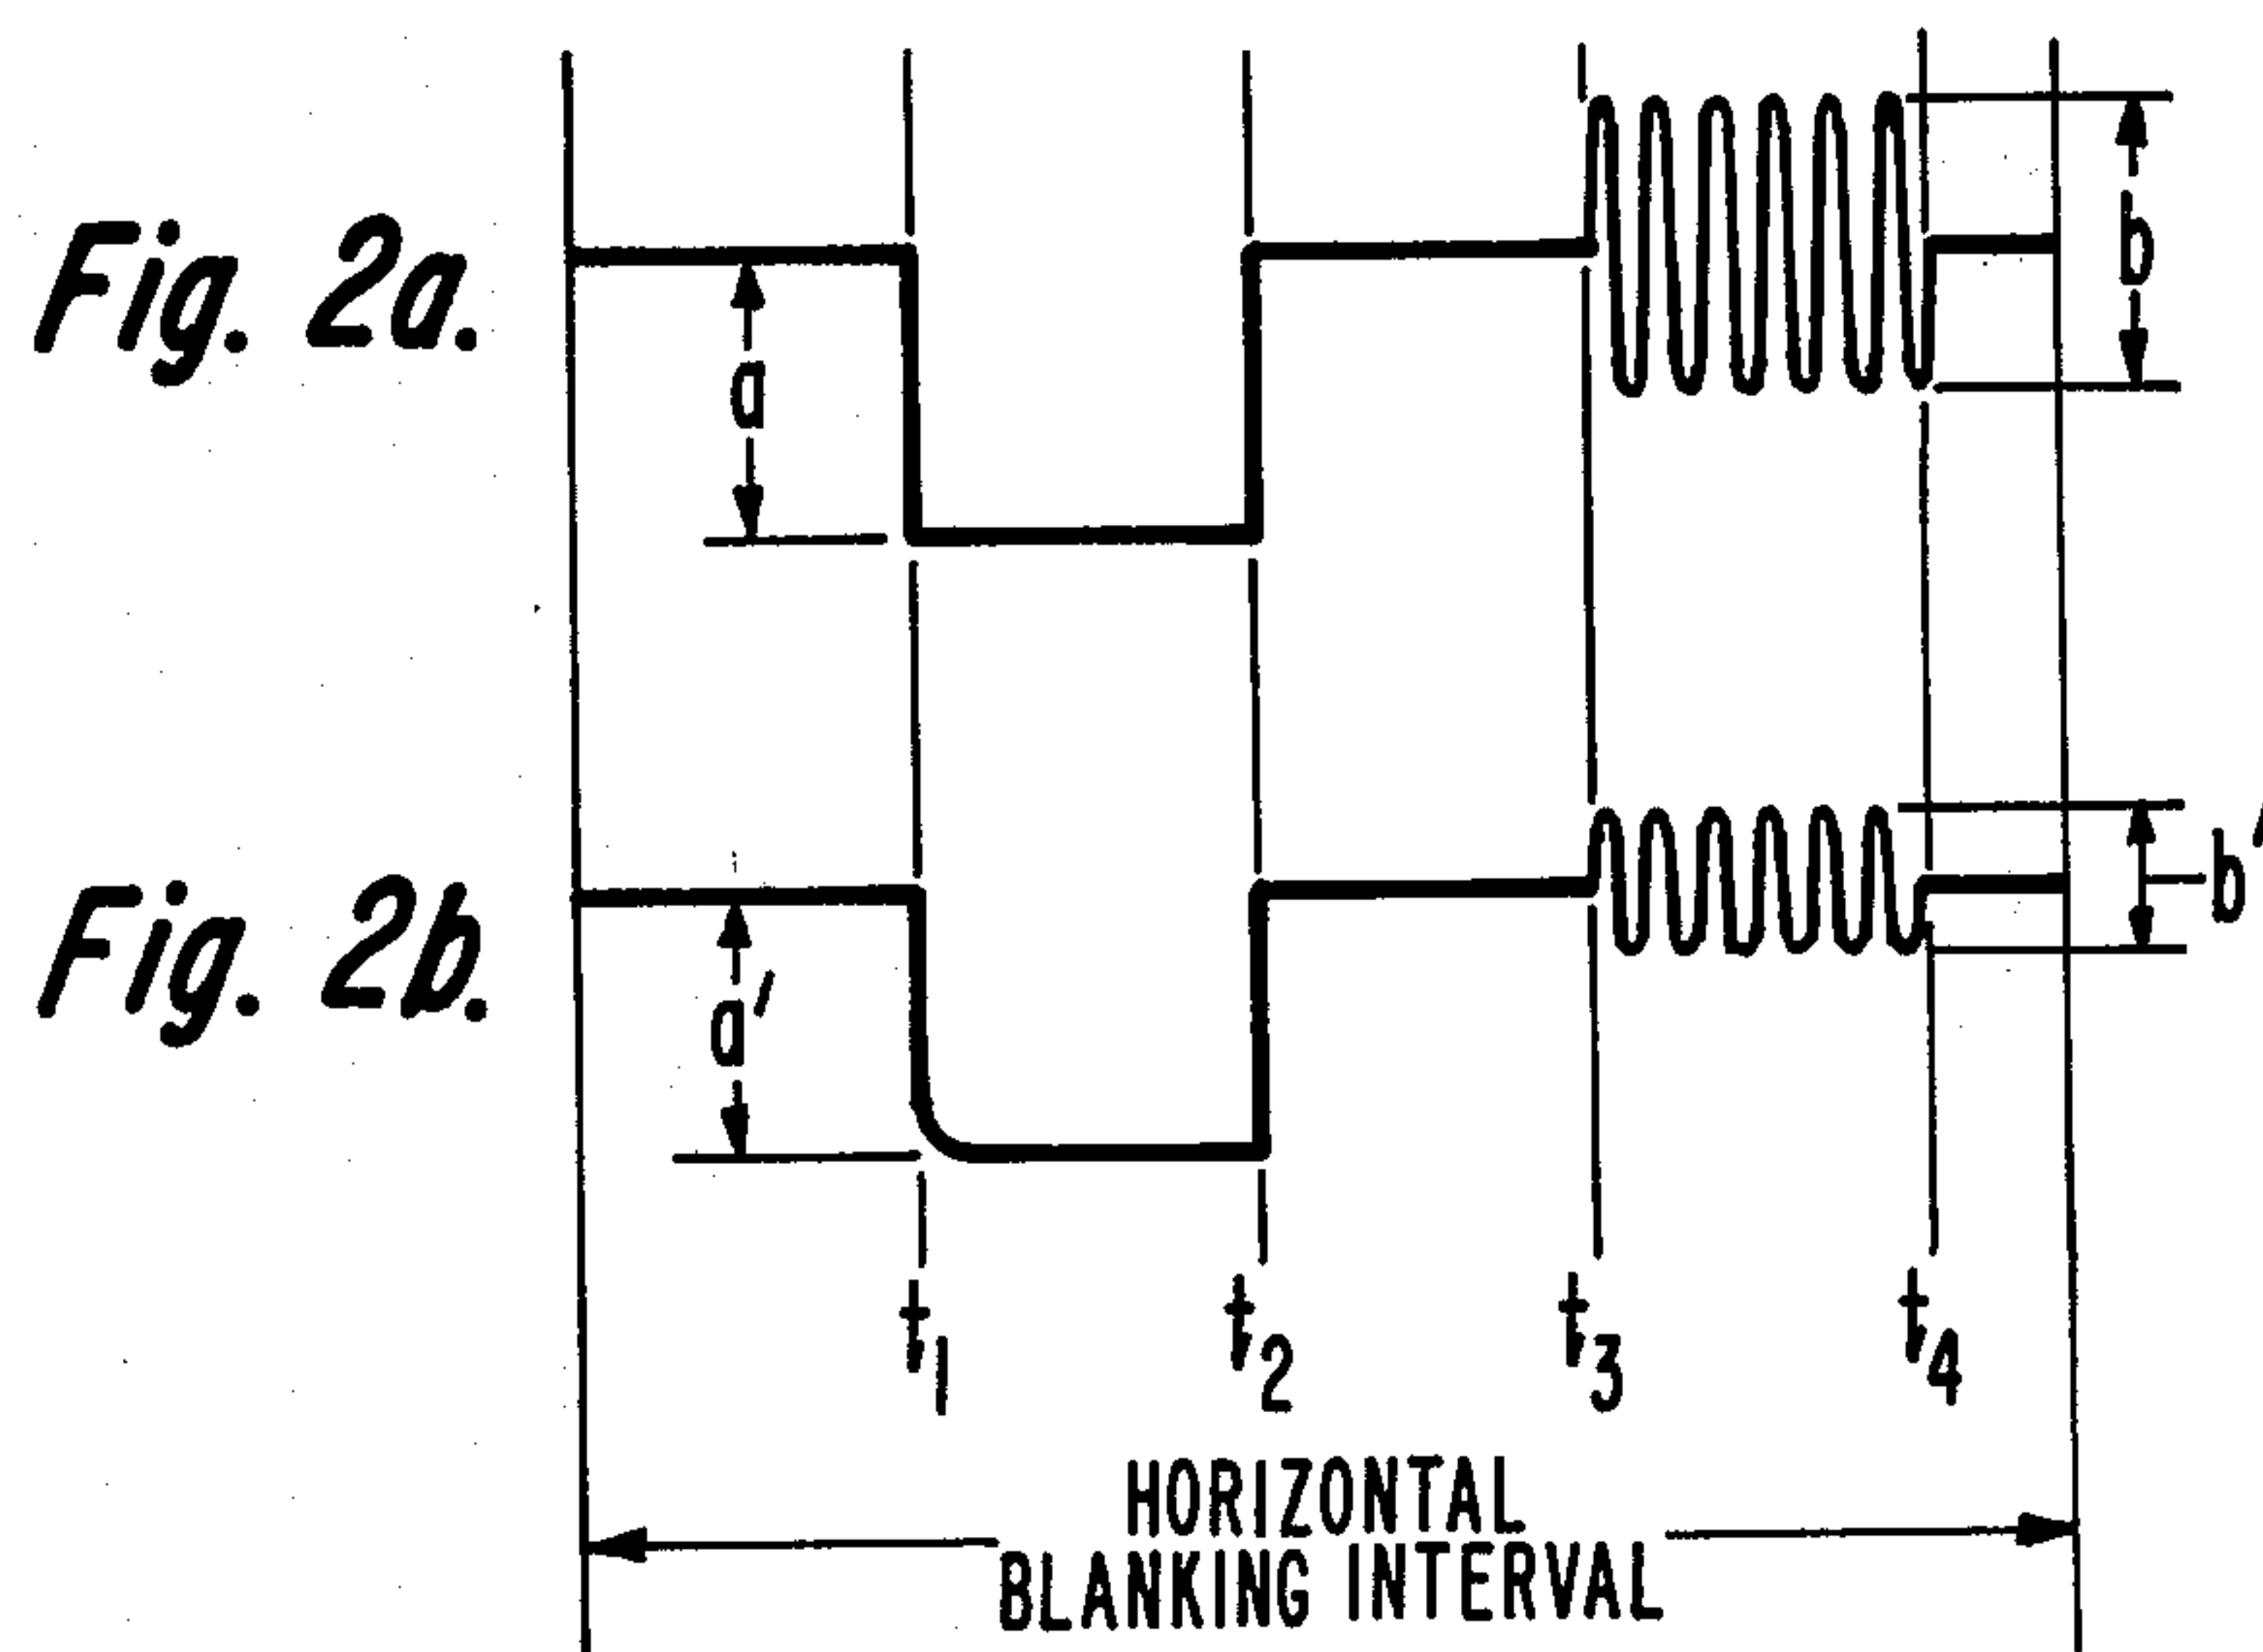 Fig. 2a.
a
b
Fig. 2b.
a'
b'
t1
t2
t3
t4
HORIZONTAL
BLANKING INTERVAL